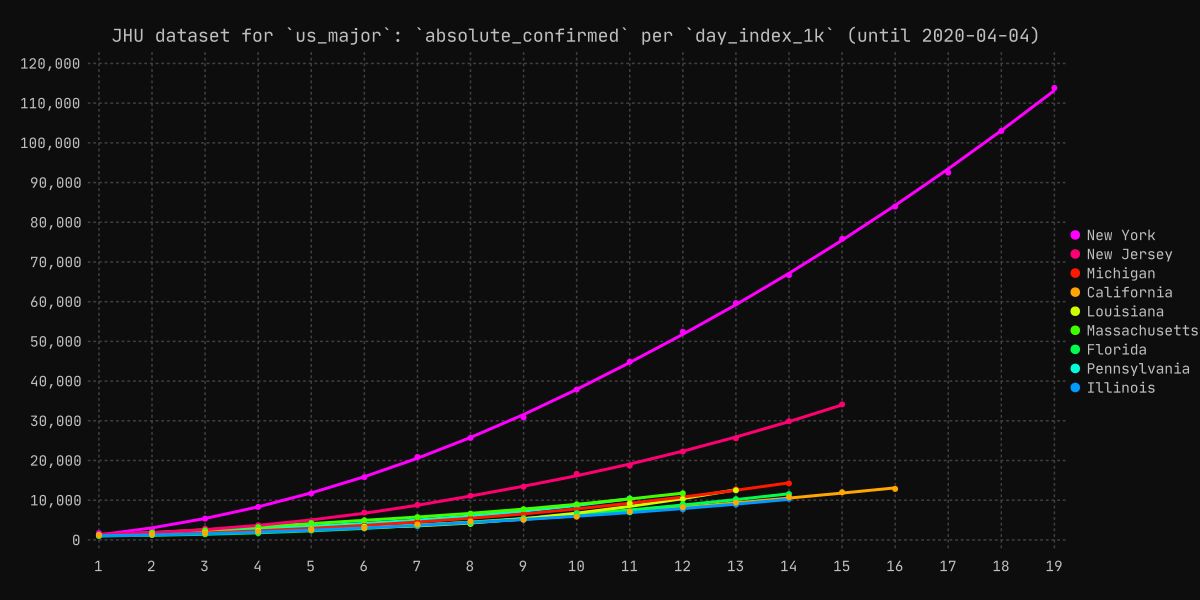 JHU dataset for `us_major`: `absolute_confirmed` per `day_index_1k` (until 2020-04-04)
120,000
110,000
100,000
90,000
80,000
70,000
60,000
50,000
40,000
30,000
20,000
10,000
0
1 2 3 4 5 6 7 8 9 10 11 12 13 14 15 16 17 18 19
New York
New Jersey
Michigan
California
Louisiana
Massachusetts
Florida
Pennsylvania
Illinois